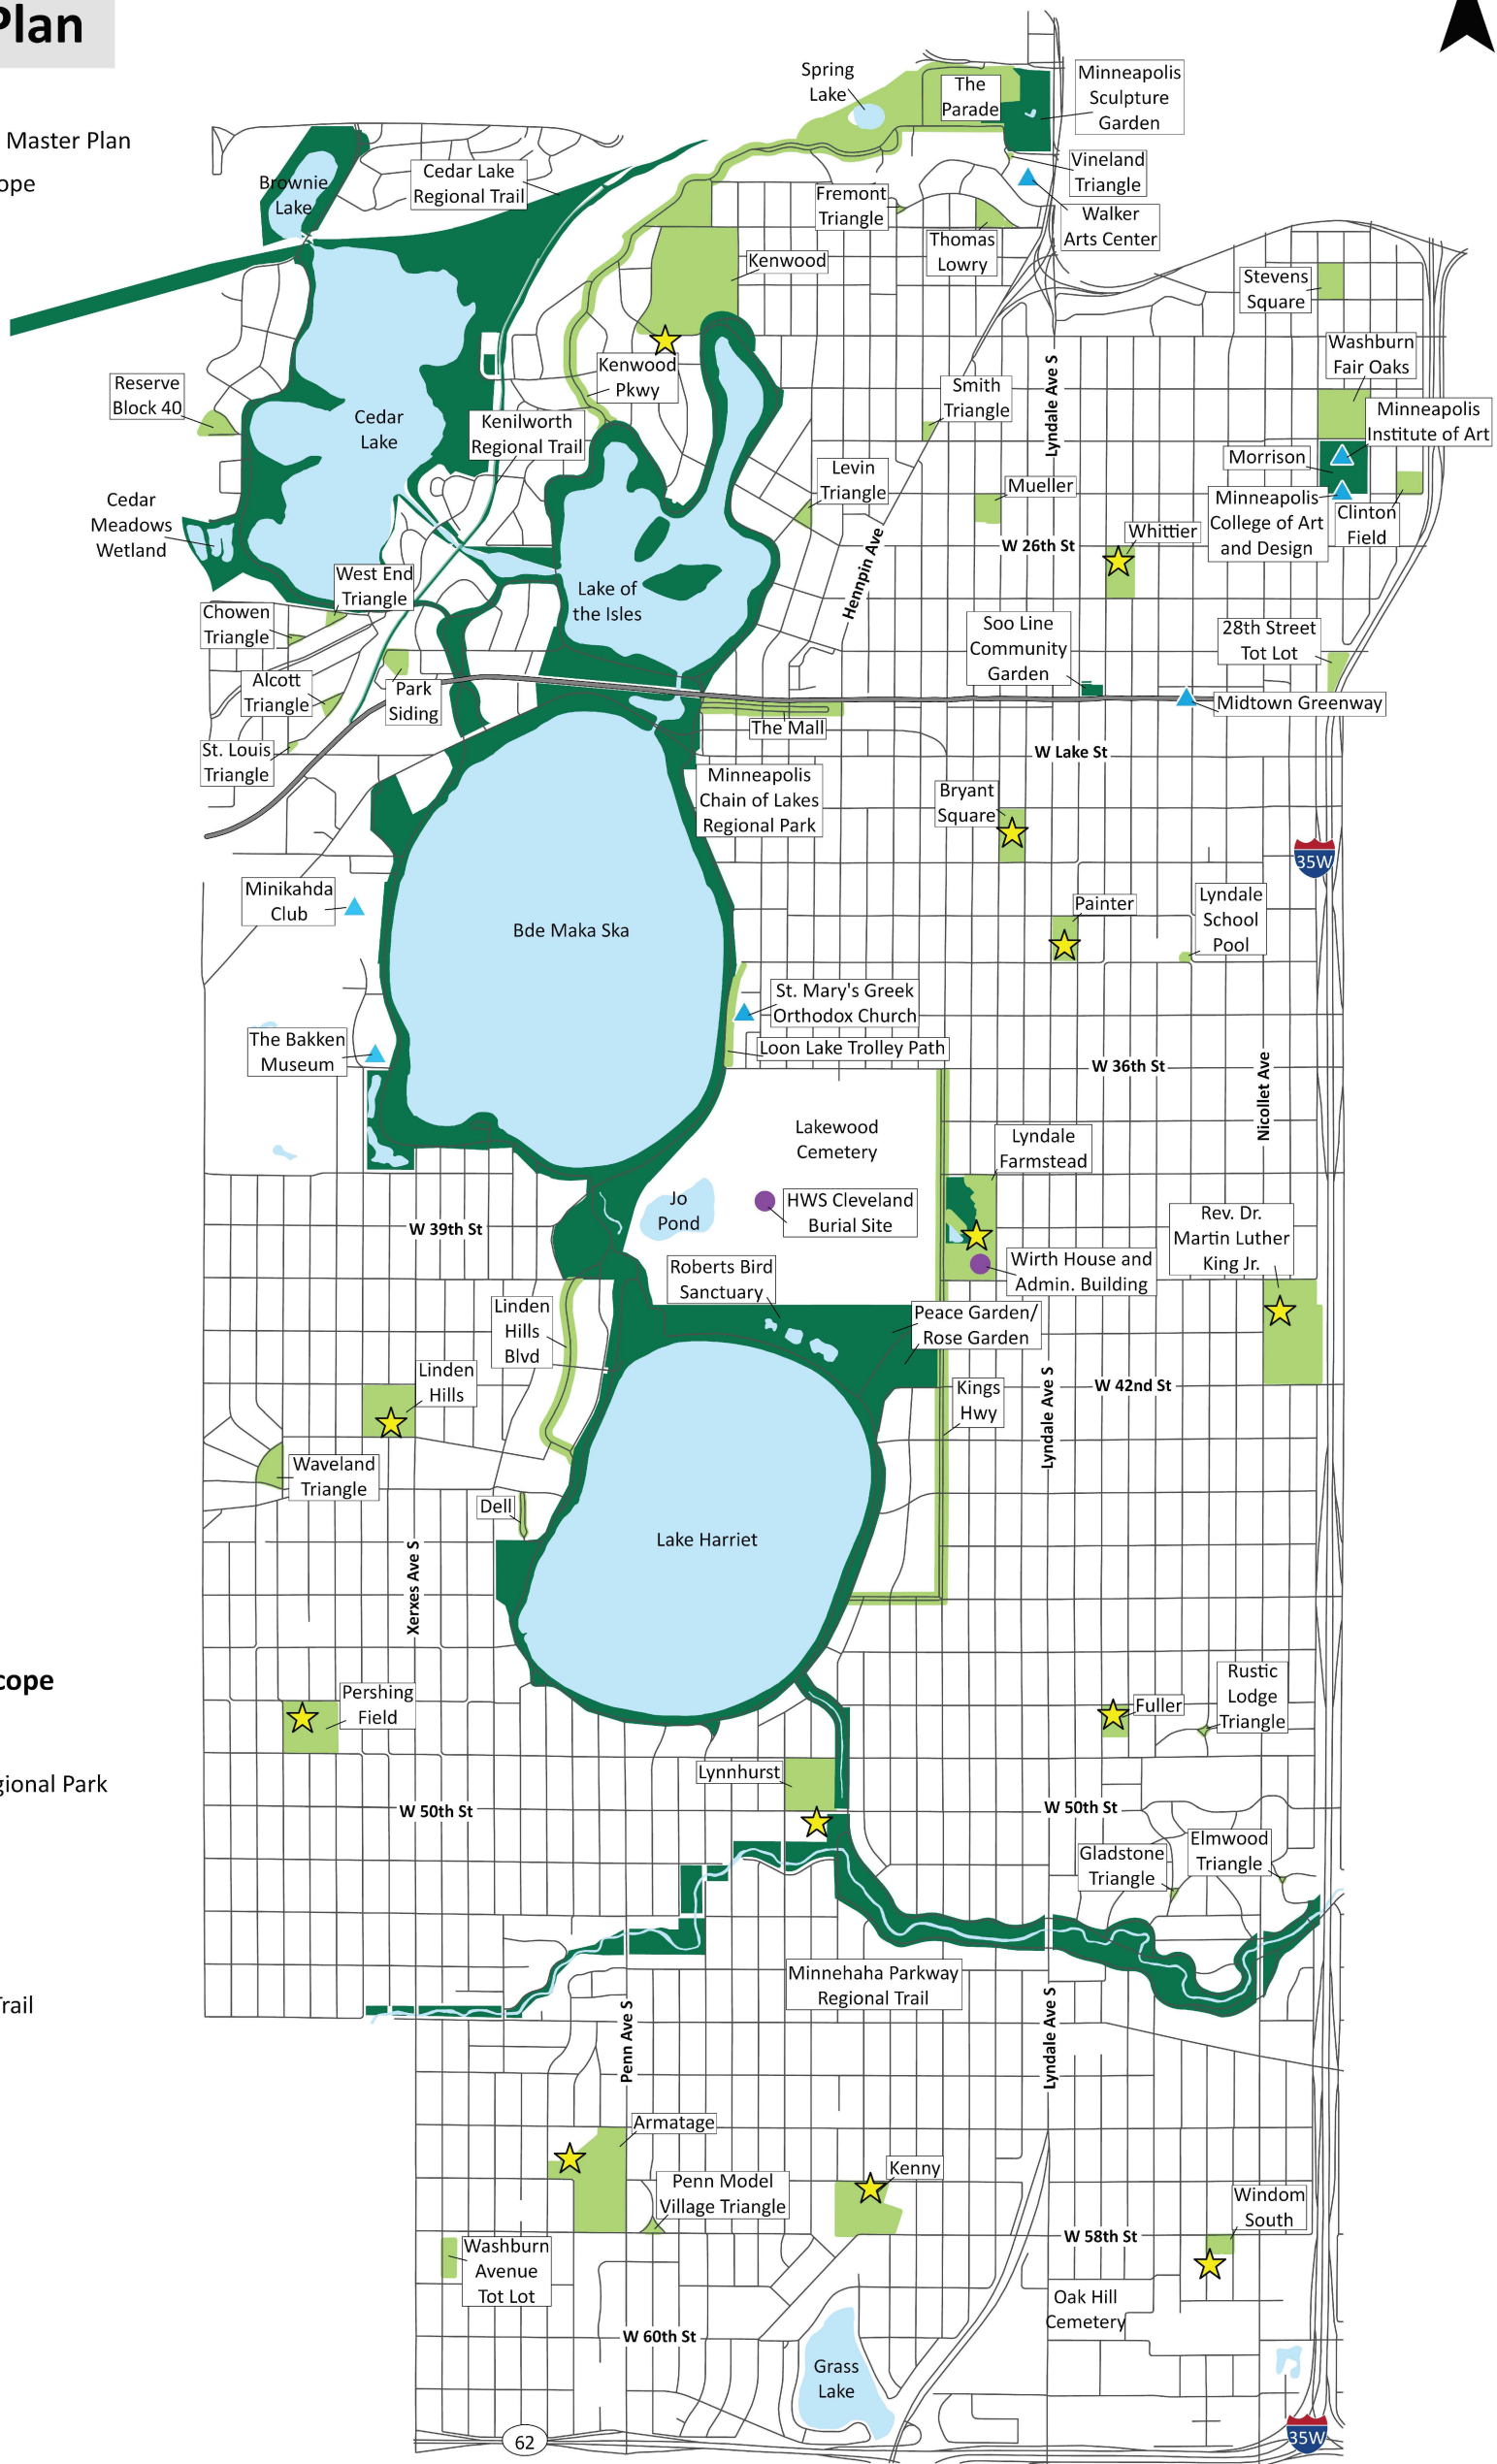 Plan
Master Plan
ope
Spring
Lake
The
Parade
Minneapolis
Sculpture
Garden
Vineland
Triangle
Walker
Arts Center
Brownie
Lake
Cedar Lake
Regional Trail
Fremont
Triangle
Thomas
Lowry
Kenwood
Stevens
Square
Washburn
Fair Oaks
Kenwood
Pkwy
Reserve
Block 40
Cedar
Lake
Kenilworth
Regional Trail
Smith
Triangle
Lyndale Ave S
Minneapolis
Institute of Art
Morrison
Levin
Triangle
Mueller
Minneapolis
College of Art
and Design
Clinton
Field
Cedar
Meadows
Wetland
Whittier
W 26th St
Hennpin Ave
West End
Triangle
Lake of
the Isles
Chowen
Triangle
Soo Line
Community
Garden
28th Street
Tot Lot
Alcott
Triangle
Park
Siding
Midtown Greenway
The Mall
St. Louis
Triangle
W Lake St
Minneapolis
Chain of Lakes
Regional Park
Bryant
Square
35W
Minikahda
Club
Bde Maka Ska
Painter
Lyndale
School
Pool
St. Mary's Greek
Orthodox Church
The Bakken
Museum
Loon Lake Trolley Path
W 36th St
Nicollet Ave
Lakewood
Cemetery
Lyndale
Farmstead
Jo
Pond
HWS Cleveland
Burial Site
W 39th St
Rev. Dr.
Martin Luther
King Jr.
Roberts Bird
Sanctuary
Wirth House and
Admin. Building
Linden
Hills
Blvd
Peace Garden/
Rose Garden
Linden
Hills
Kings
Hwy
Lyndale Ave S
W 42nd St
Waveland
Triangle
Dell
Lake Harriet
Xerxes Ave S
cope
Pershing
Field
Fuller
Rustic
Lodge
Triangle
Lynnhurst
gional Park
W 50th St
W 50th St
Gladstone
Triangle
Elmwood
Triangle
Minnehaha Parkway
Regional Trail
Trail
Penn Ave S
Lyndale Ave S
Armatage
Kenny
Penn Model
Village Triangle
Windom
South
W 58th St
Washburn
Avenue
Tot Lot
Oak Hill
Cemetery
W 60th St
Grass
Lake
62
35W